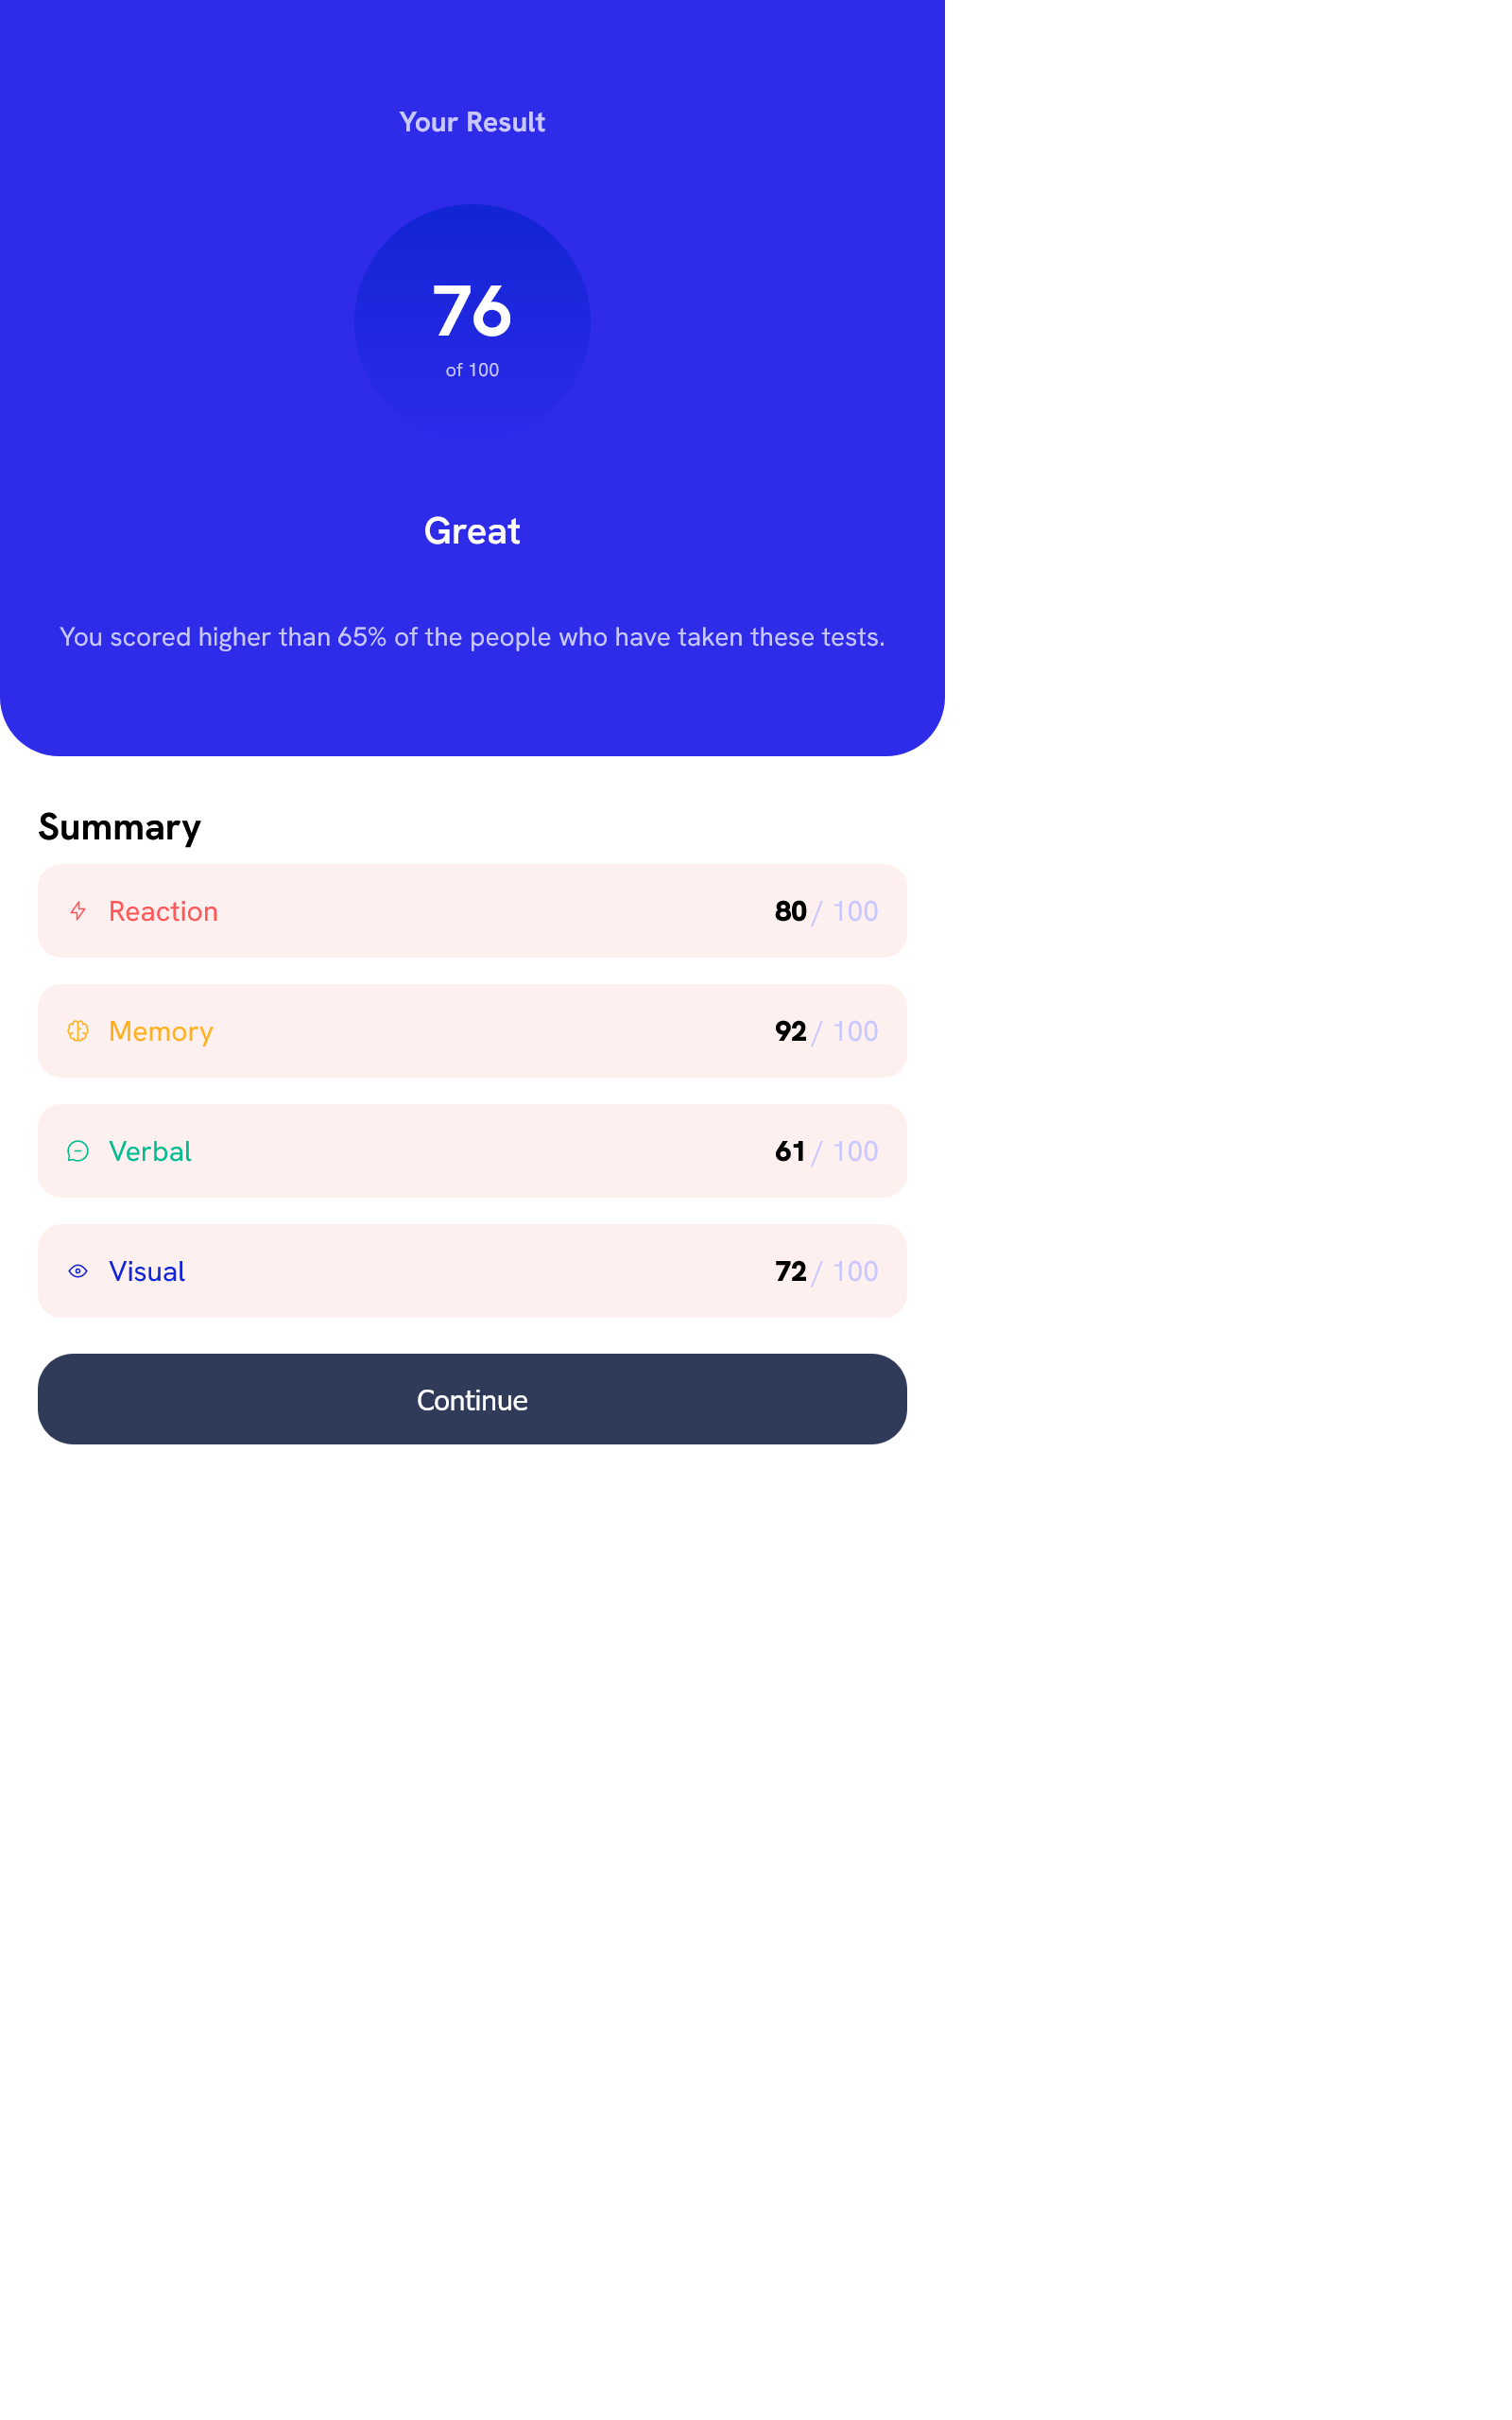 Your Result
76
of 100
Great
You scored higher than 65% of the people who have taken these tests.
Summary
Reaction 80 / 100
Memory 92 / 100
Verbal 61 / 100
Visual 72 / 100
Continue